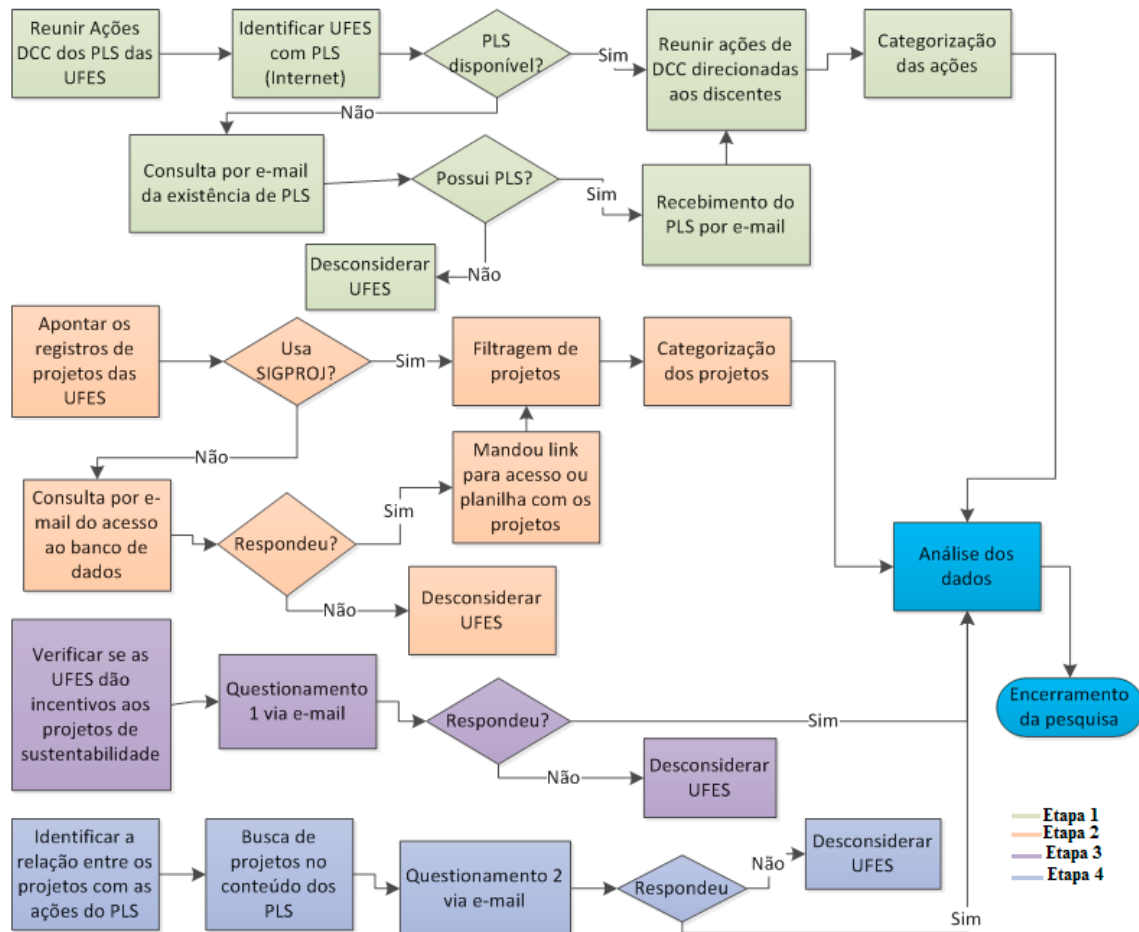 Reunir Ações
DCC dos PLS das
UFES
Identificar UFES
com PLS
(Internet)
PLS
disponível?
Sim
Reunir ações de
DCC direcionadas
aos discentes
Categorização
das ações
Não
Consulta por e-mail
da existência de PLS
Possui PLS?
Sim
Recebimento do
PLS por e-mail
Não
Desconsiderar
UFES
Apontar os
registros de
projetos das
UFES
Usa
SIGPROJ?
Sim
Filtragem de
projetos
Categorização
dos projetos
Não
Consulta por e-
mail do acesso
ao banco de
dados
Respondeu?
Sim
Mandou link
para acesso ou
planilha com os
projetos
Não
Desconsiderar
UFES
Análise dos
dados
Encerramento
da pesquisa
Verificar se as
UFES dão
incentivos aos
projetos de
sustentabilidade
Questionamento
1 via e-mail
Respondeu?
Sim
Não
Desconsiderar
UFES
Identificar a
relação entre os
projetos com as
ações do PLS
Busca de
projetos no
conteúdo dos
PLS
Questionamento 2
via e-mail
Respondeu
Não
Desconsiderar
UFES
Sim
Etapa 1
Etapa 2
Etapa 3
Etapa 4